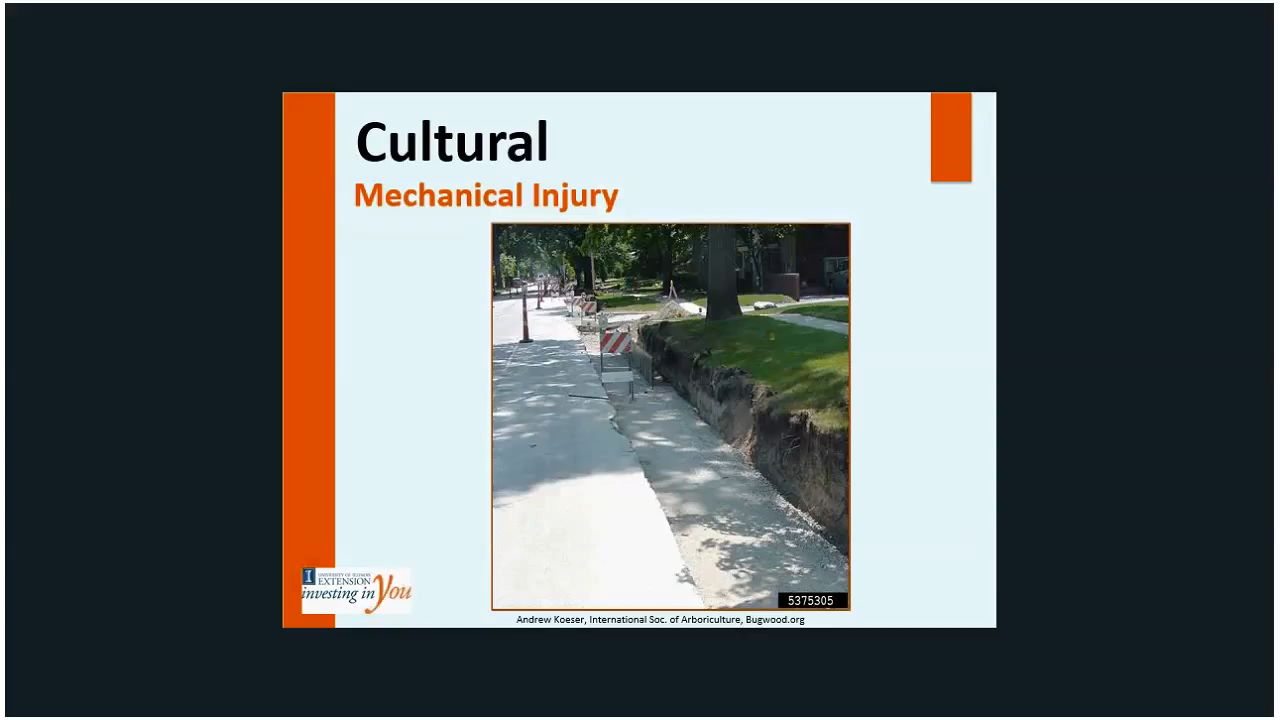 Cultural
Mechanical Injury
5375305
Andrew Koeser, International Soc. of Arboriculture, Bugwood.org
I
UNIVERSITY OF ILLINOIS
EXTENSION
investing in You